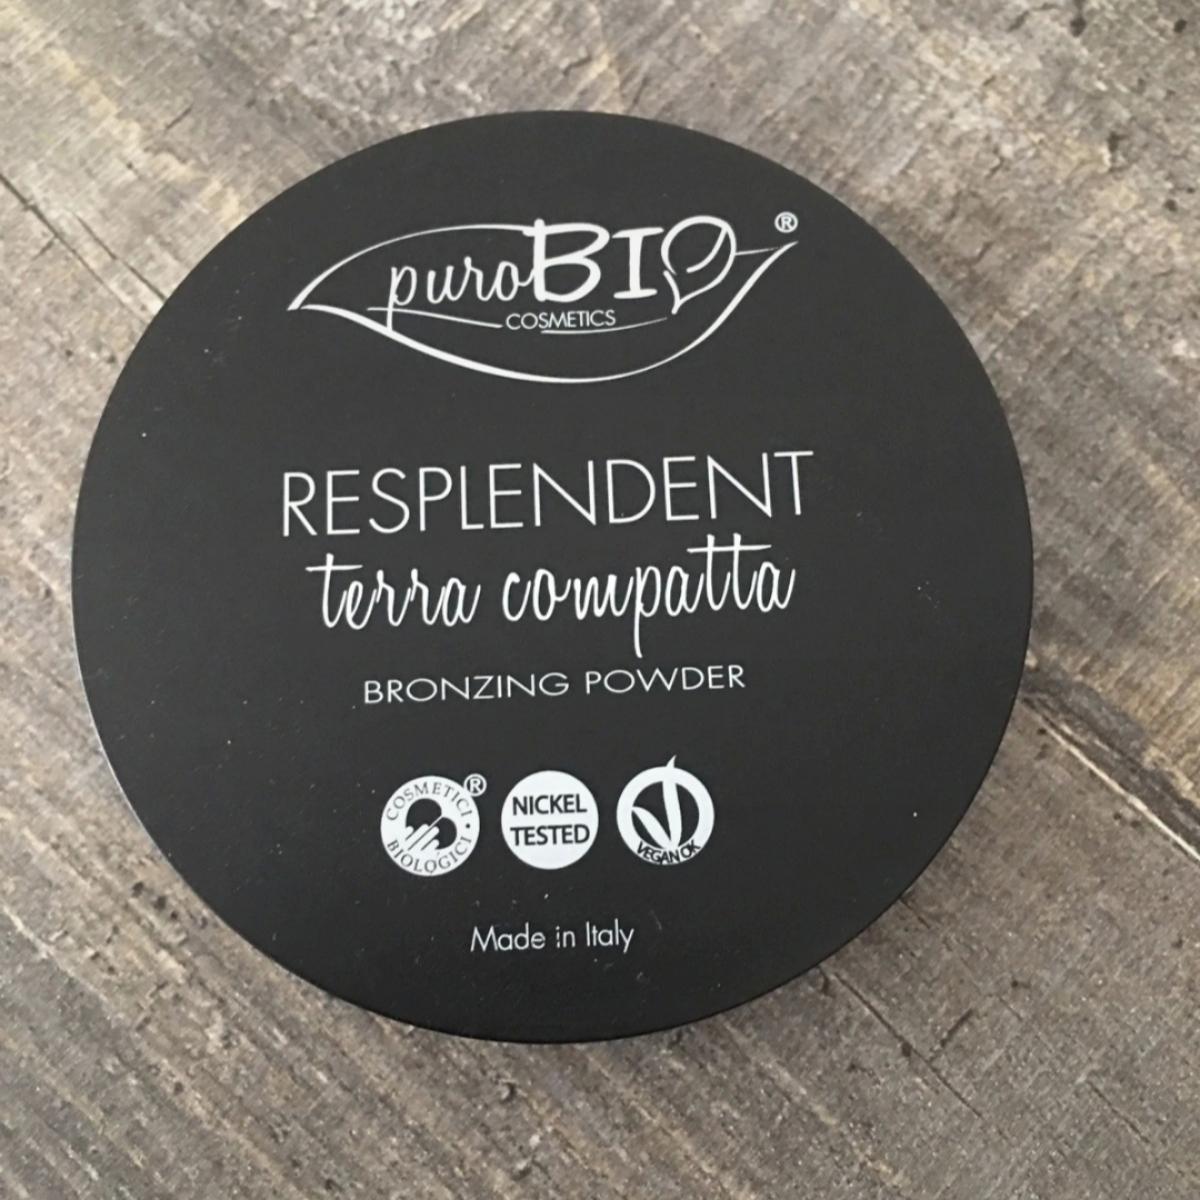 puroBIO®
COSMETICS
RESPLENDENT
terra compatta
BRONZING POWDER
COSMETICI • BIOLOGICI • ®
NICKEL
TESTED
VEGAN OK
Made in Italy